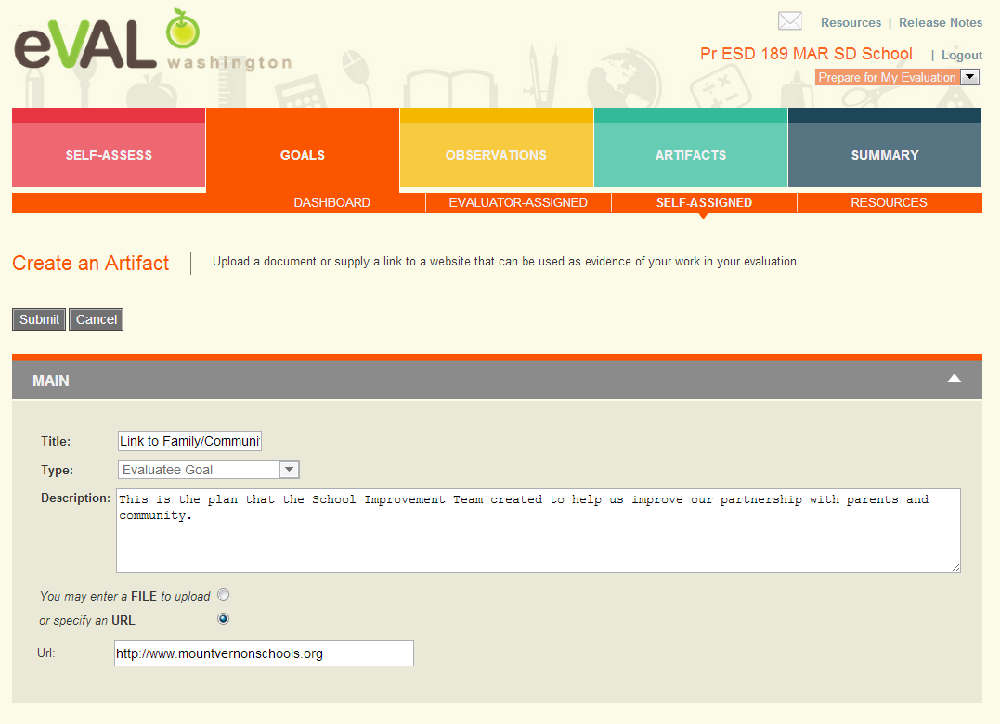 eVAL washington
Resources | Release Notes
Pr ESD 189 MAR SD School | Logout
Prepare for My Evaluation
SELF-ASSESS GOALS OBSERVATIONS ARTIFACTS SUMMARY
DASHBOARD EVALUATOR-ASSIGNED SELF-ASSIGNED RESOURCES
Create an Artifact Upload a document or supply a link to a website that can be used as evidence of your work in your evaluation.
Submit Cancel
MAIN
Title: Link to Family/Communi
Type: Evaluatee Goal
Description: This is the plan that the School Improvement Team created to help us improve our partnership with parents and
community.
You may enter a FILE to upload
or specify an URL
Url: http://www.mountvernonschools.org